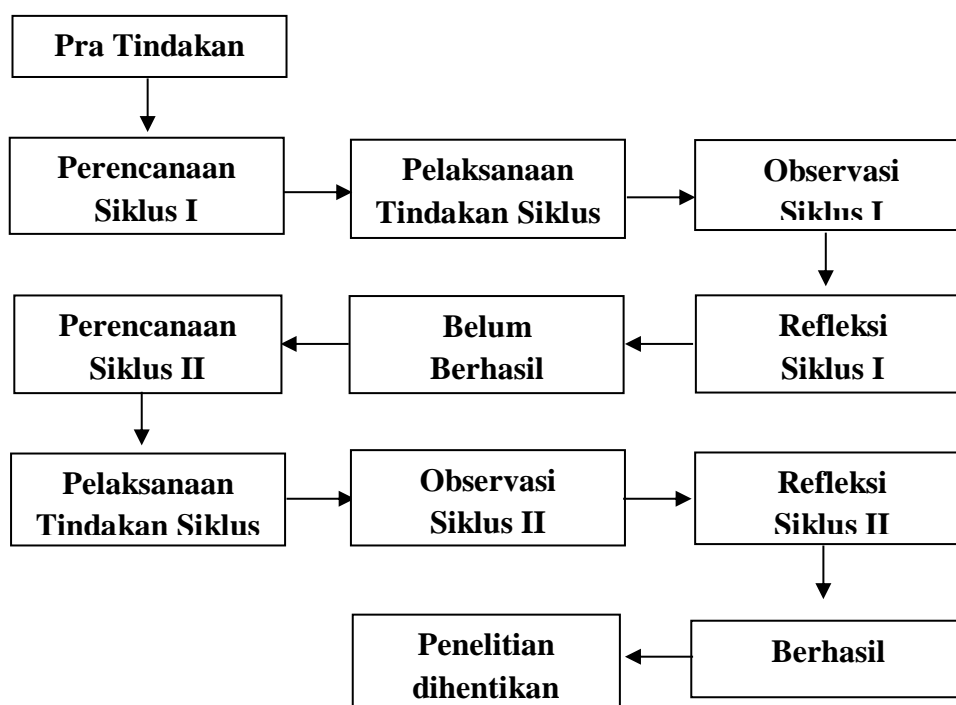 Pra Tindakan
Perencanaan
Siklus I
Pelaksanaan
Tindakan Siklus
Observasi
Siklus I
Perencanaan
Siklus II
Belum
Berhasil
Refleksi
Siklus I
Pelaksanaan
Tindakan Siklus
Observasi
Siklus II
Refleksi
Siklus II
Penelitian
dihentikan
Berhasil